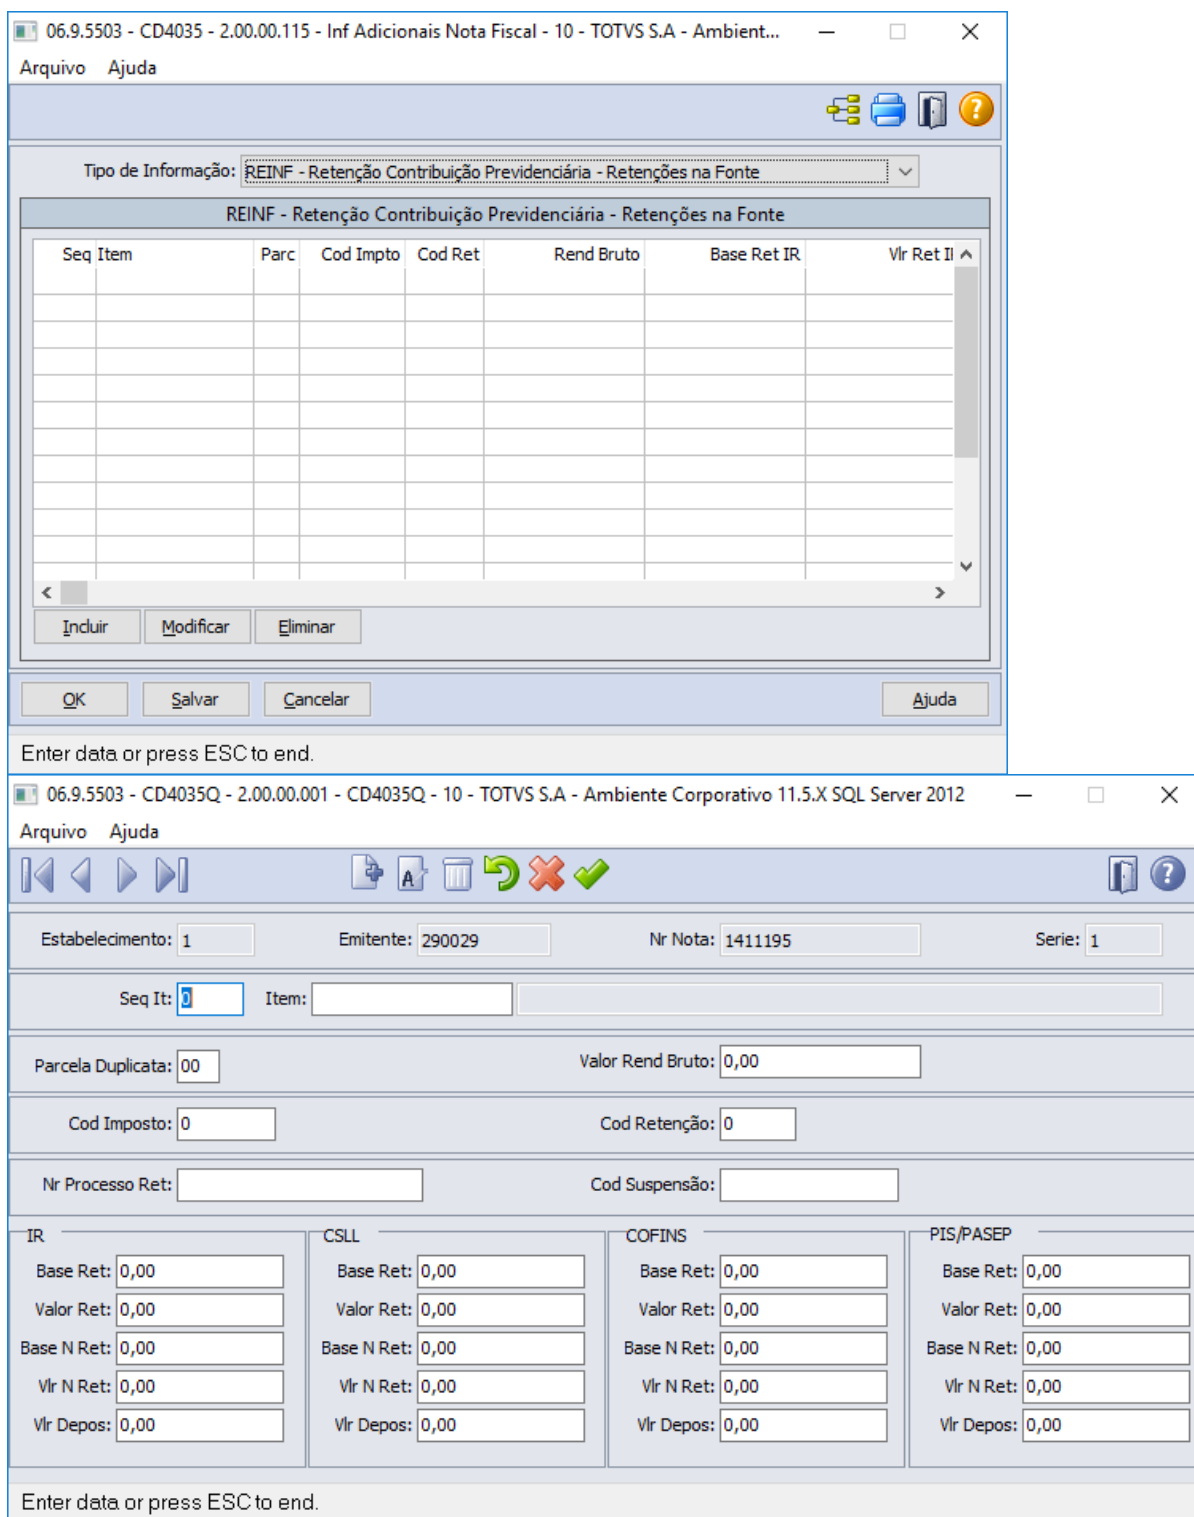 06.9.5503 - CD4035 - 2.00.00.115 - Inf Adicionais Nota Fiscal - 10 - TOTVS S.A - Ambient...
Arquivo Ajuda
Tipo de Informação: REINF - Retenção Contribuição Previdenciária - Retenções na Fonte
REINF - Retenção Contribuição Previdenciária - Retenções na Fonte
Seq Item Parc Cod Impto Cod Ret Rend Bruto Base Ret IR Vlr Ret II
Incluir Modificar Eliminar
OK Salvar Cancelar Ajuda
Enter data or press ESC to end.
06.9.5503 - CD4035Q - 2.00.00.001 - CD4035Q - 10 - TOTVS S.A - Ambiente Corporativo 11.5.X SQL Server 2012
Arquivo Ajuda
Estabelecimento: 1 Emitente: 290029 Nr Nota: 1411195 Serie: 1
Seq It: 0 Item:
Parcela Duplicata: 00 Valor Rend Bruto: 0,00
Cod Imposto: 0 Cod Retenção: 0
Nr Processo Ret: Cod Suspensão:
IR CSLL COFINS PIS/PASEP
Base Ret: 0,00 Base Ret: 0,00 Base Ret: 0,00 Base Ret: 0,00
Valor Ret: 0,00 Valor Ret: 0,00 Valor Ret: 0,00 Valor Ret: 0,00
Base N Ret: 0,00 Base N Ret: 0,00 Base N Ret: 0,00 Base N Ret: 0,00
Vlr N Ret: 0,00 Vlr N Ret: 0,00 Vlr N Ret: 0,00 Vlr N Ret: 0,00
Vlr Depos: 0,00 Vlr Depos: 0,00 Vlr Depos: 0,00 Vlr Depos: 0,00
Enter data or press ESC to end.